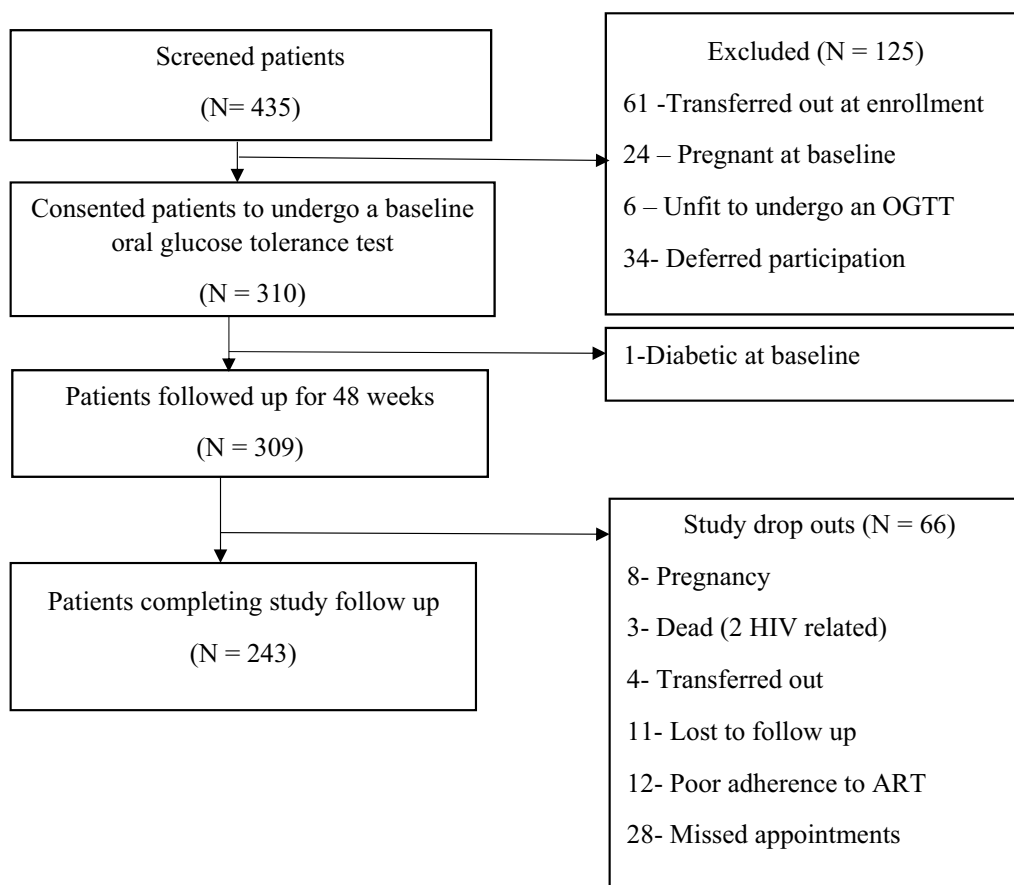 Screened patients
(N= 435)
Excluded (N = 125)
61 -Transferred out at enrollment
24 – Pregnant at baseline
6 – Unfit to undergo an OGTT
34- Deferred participation
Consented patients to undergo a baseline
oral glucose tolerance test
(N = 310)
1-Diabetic at baseline
Patients followed up for 48 weeks
(N = 309)
Study drop outs (N = 66)
8- Pregnancy
3- Dead (2 HIV related)
4- Transferred out
11- Lost to follow up
12- Poor adherence to ART
28- Missed appointments
Patients completing study follow up
(N = 243)